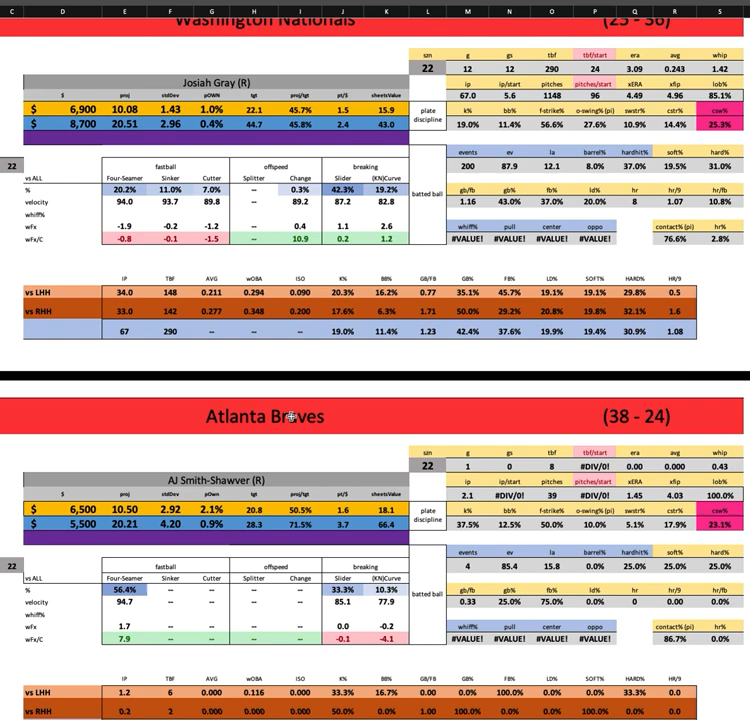 C D E F G H I J K L M N O P Q R S
Washington Nationals (25 - 36)
szn g gs tbf tbf/start era avg whip
22 12 12 290 24 3.09 0.243 1.42
Josiah Gray (R) ip ip/start pitches pitches/start xERA xfip lob%
$ proj stdDev pOWN tgt proj/tgt pt/$ sheetsValue 67.0 5.6 1148 96 4.49 4.96 85.1%
$ 6,900 10.08 1.43 1.0% 22.1 45.7% 1.5 15.9 plate discipline k% bb% f-strike% o-swing% (pi) swstr% cstr% csw%
$ 8,700 20.51 2.96 0.4% 44.7 45.8% 2.4 43.0 19.0% 11.4% 56.6% 27.6% 10.9% 14.4% 25.3%
events ev la barrel% hardhit% soft% hard%
22 fastball offspeed breaking 200 87.9 12.1 8.0% 37.0% 19.5% 31.0%
vs ALL Four-Seamer Sinker Cutter Splitter Change Slider (KN)Curve
% 20.2% 11.0% 7.0% -- 0.3% 42.3% 19.2% batted ball gb/fb gb% fb% ld% hr hr/9 hr/fb
velocity 94.0 93.7 89.8 -- 89.2 87.2 82.8 1.16 43.0% 37.0% 20.0% 8 1.07 10.8%
whiff%
wFx -1.9 -0.2 -1.2 -- 0.4 1.1 2.6 whiff% pull center oppo contact% (pi) hr%
wFx/C -0.8 -0.1 -1.5 -- 10.9 0.2 1.2 #VALUE! #VALUE! #VALUE! #VALUE! 76.6% 2.8%
IP TBF AVG wOBA ISO K% BB% GB/FB GB% FB% LD% SOFT% HARD% HR/9
vs LHH 34.0 148 0.211 0.294 0.090 20.3% 16.2% 0.77 35.1% 45.7% 19.1% 19.1% 29.8% 0.5
vs RHH 33.0 142 0.277 0.348 0.200 17.6% 6.3% 1.71 50.0% 29.2% 20.8% 19.8% 32.1% 1.6
67 290 -- -- -- 19.0% 11.4% 1.23 42.4% 37.6% 19.9% 19.4% 30.9% 1.08
Atlanta Braves (38 - 24)
szn g gs tbf tbf/start era avg whip
22 1 0 8 #DIV/0! 0.00 0.000 0.43
AJ Smith-Shawver (R) ip ip/start pitches pitches/start xERA xfip lob%
$ proj stdDev pOwn tgt proj/tgt pt/$ sheetsValue 2.1 #DIV/0! 39 #DIV/0! 1.45 4.03 100.0%
$ 6,500 10.50 2.92 2.1% 20.8 50.5% 1.6 18.1 plate discipline k% bb% f-strike% o-swing% (pi) swstr% cstr% csw%
$ 5,500 20.21 4.20 0.9% 28.3 71.5% 3.7 66.4 37.5% 12.5% 50.0% 10.0% 5.1% 17.9% 23.1%
events ev la barrel% hardhit% soft% hard%
22 fastball offspeed breaking 4 85.4 15.8 0.0% 25.0% 25.0% 25.0%
vs ALL Four-Seamer Sinker Cutter Splitter Change Slider (KN)Curve
% 56.4% -- -- -- -- 33.3% 10.3% batted ball gb/fb gb% fb% ld% hr hr/9 hr/fb
velocity 94.7 -- -- -- -- 85.1 77.9 0.33 25.0% 75.0% 0.0% 0 0.00 0.0%
whiff%
wFx 1.7 -- -- -- -- 0.0 -0.2 whiff% pull center oppo contact% (pi) hr%
wFx/C 7.9 -- -- -- -- -0.1 -4.1 #VALUE! #VALUE! #VALUE! #VALUE! 86.7% 0.0%
IP TBF AVG wOBA ISO K% BB% GB/FB GB% FB% LD% SOFT% HARD% HR/9
vs LHH 1.2 6 0.000 0.116 0.000 33.3% 16.7% 0.00 0.0% 100.0% 0.0% 0.0% 33.3% 0.0
vs RHH 0.2 2 0.000 0.000 0.000 50.0% 0.0% 1.00 100.0% 0.0% 0.0% 100.0% 0.0% 0.0